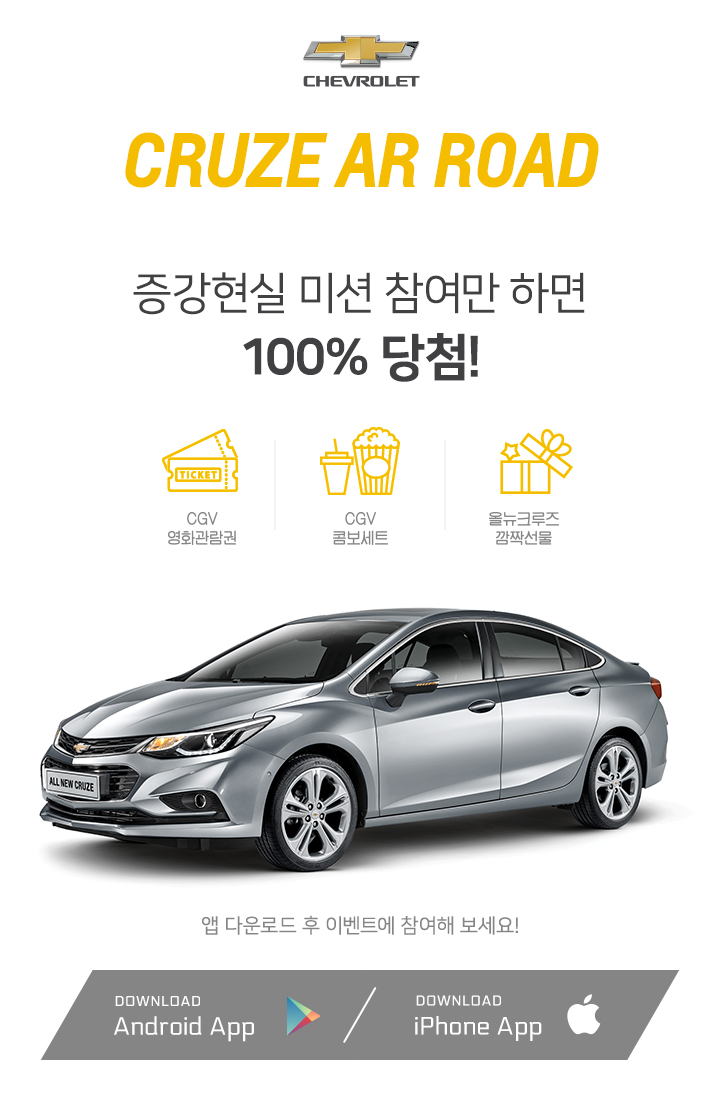 CHEVROLET
CRUZE AR ROAD
증강현실 미션 참여만 하면
100% 당첨!
TICKET
CGV
영화관람권
CGV
콤보세트
올뉴크루즈
깜짝선물
ALL NEW CRUZE
앱 다운로드 후 이벤트에 참여해 보세요!
DOWNLOAD
Android App
DOWNLOAD
iPhone App